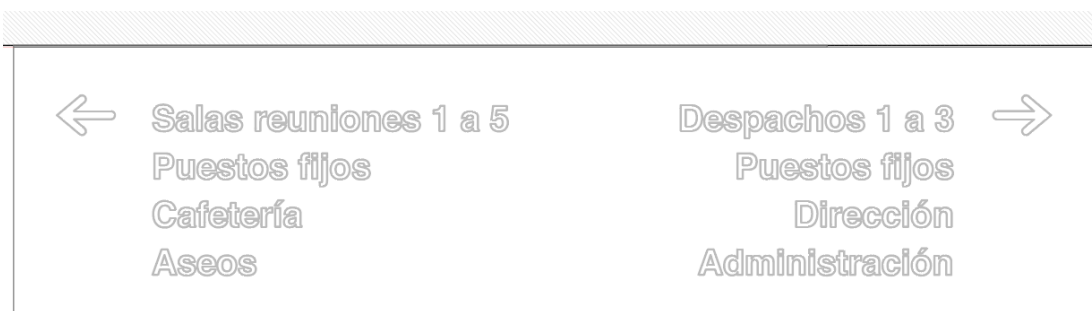 Salas reuniones 1 a 5
Puestos fijos
Cafetería
Aseos
Despachos 1 a 3
Puestos fijos
Dirección
Administración